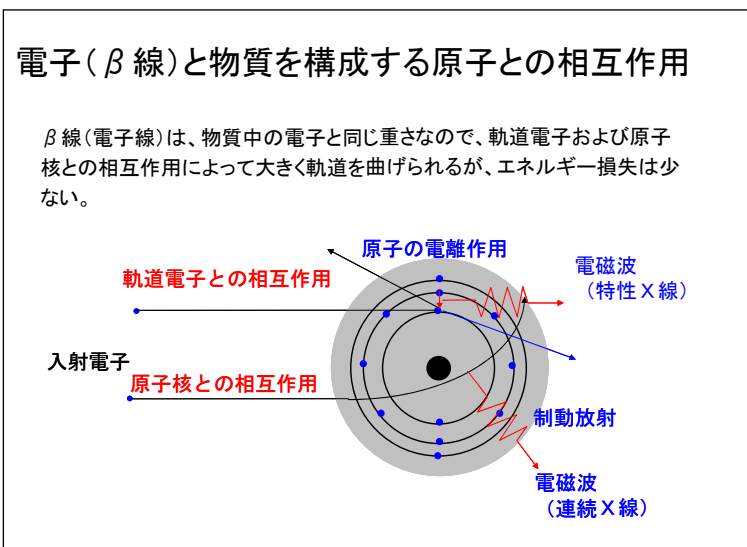 電子(β線)と物質を構成する原子との相互作用
β線(電子線)は、物質中の電子と同じ重さなので、軌道電子および原子
核との相互作用によって大きく軌道を曲げられるが、エネルギー損失は少
ない。
原子の電離作用
軌道電子との相互作用
電磁波
(特性X線)
入射電子
原子核との相互作用
制動放射
電磁波
(連続X線)